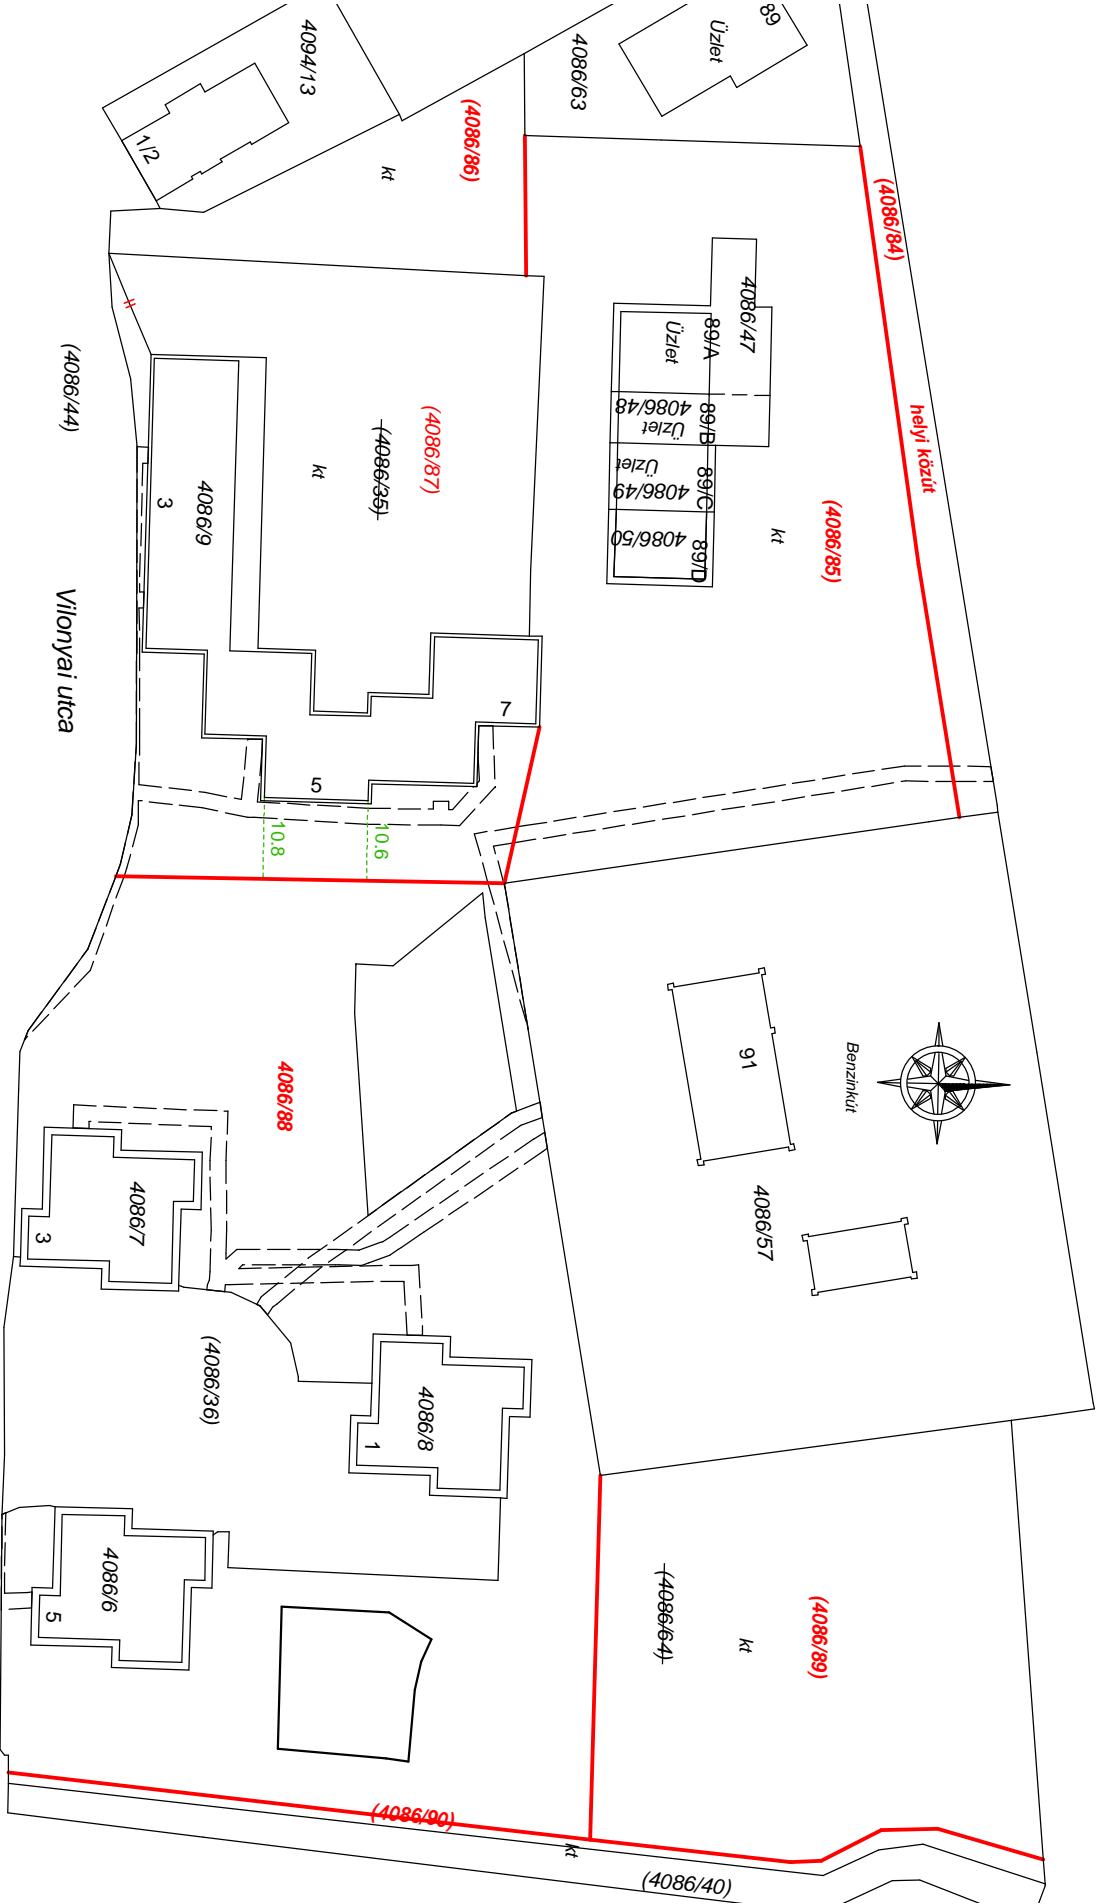 89
Üzlet
4086/63
4094/13
1/2
(4086/86)
kt
(4086/84)
helyi közút
4086/47
89/A
Üzlet
89/B
4086/48
Üzlet
89/C
4086/49
Üzlet
89/D
4086/50
kt
(4086/85)
(4086/44)
(4086/87)
(4086/35)
kt
4086/9
3
Vilonyai utca
7
5
10.8
10.6
4086/88
91
Benzinkút
4086/57
4086/7
3
(4086/36)
4086/8
1
4086/6
5
(4086/64)
kt
(4086/89)
(4086/90)
kt
(4086/40)